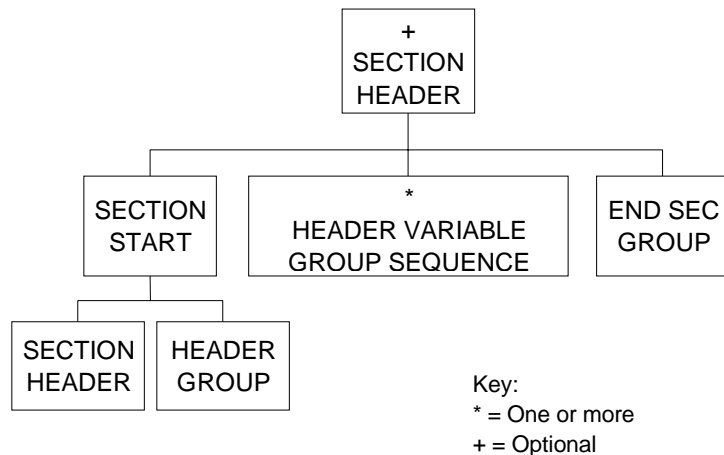 +
SECTION
HEADER
SECTION
START
*
HEADER VARIABLE
GROUP SEQUENCE
END SEC
GROUP
SECTION
HEADER
HEADER
GROUP
Key:
* = One or more
+ = Optional